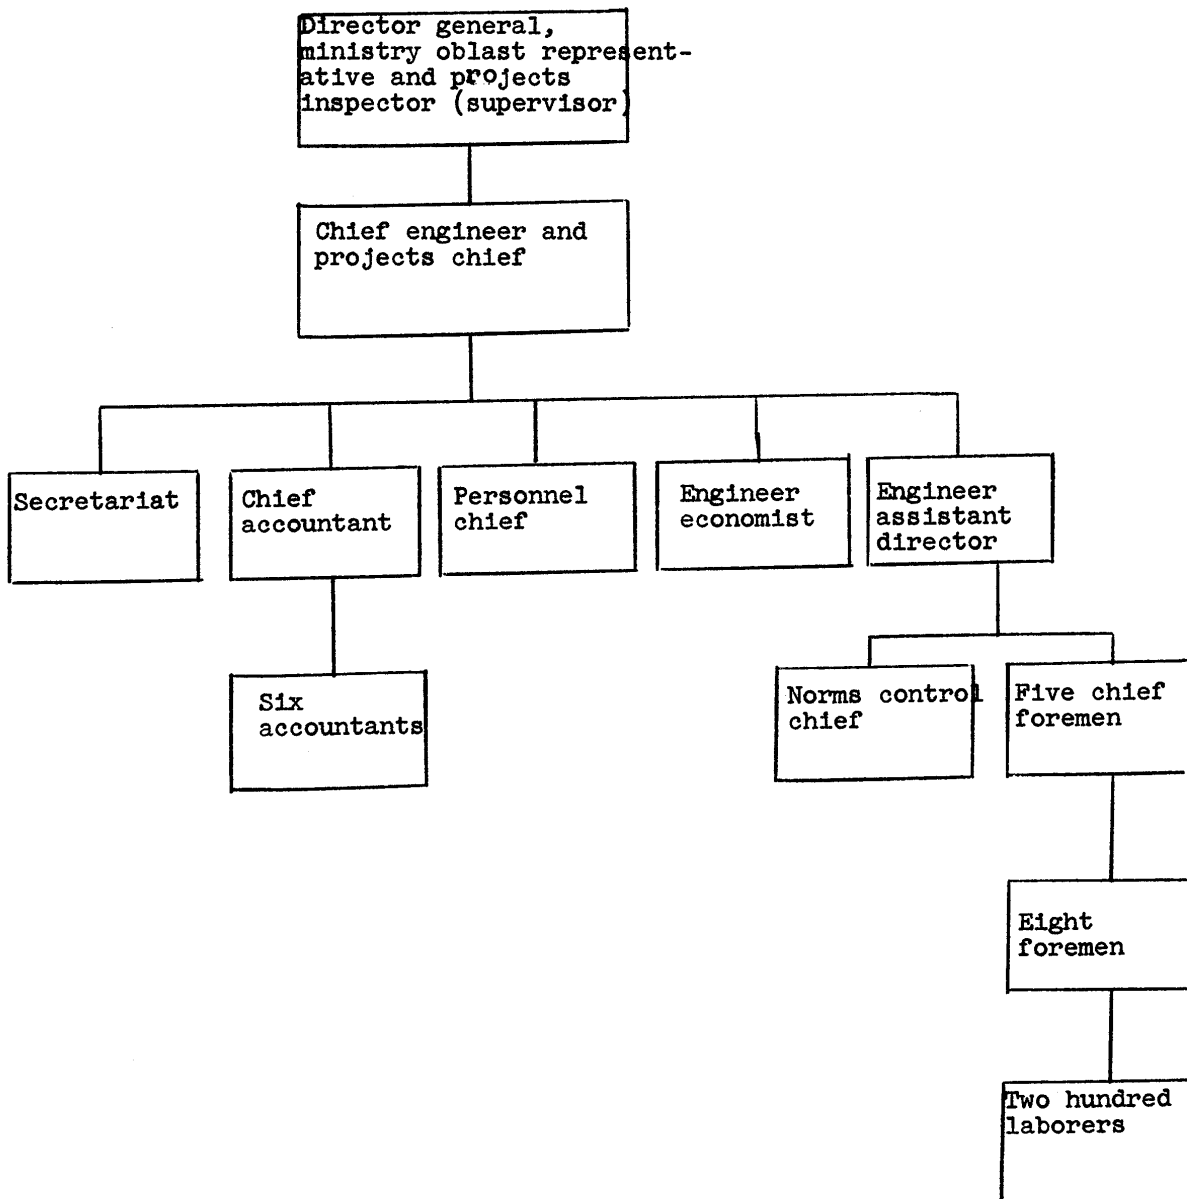 Director general,
ministry oblast represent-
ative and projects
inspector (supervisor)
Chief engineer and
projects chief
Secretariat
Chief
accountant
Personnel
chief
Engineer
economist
Engineer
assistant
director
Six
accountants
Norms control
chief
Five chief
foremen
Eight
foremen
Two hundred
laborers